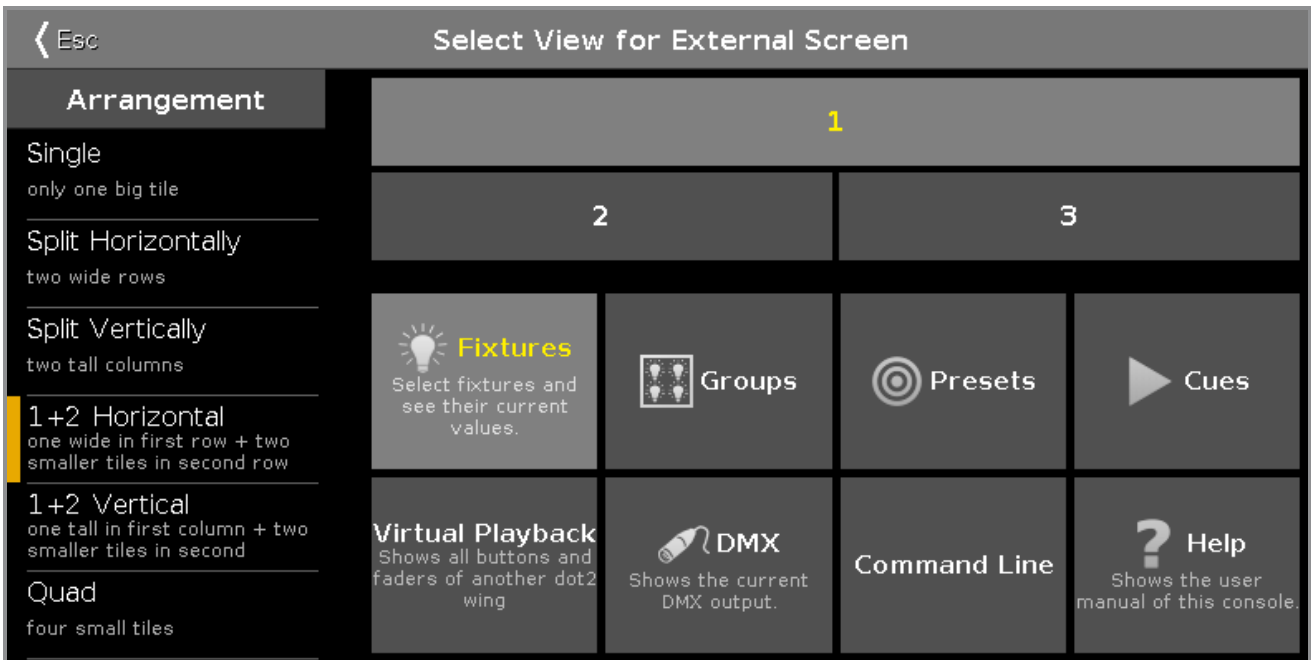 Esc
Select View for External Screen
Arrangement
Single
only one big tile
Split Horizontally
two wide rows
Split Vertically
two tall columns
1+2 Horizontal
one wide in first row + two
smaller tiles in second row
1+2 Vertical
one tall in first column + two
smaller tiles in second
Quad
four small tiles
1
2
3
Fixtures
Select fixtures and
see their current
values.
Groups
Presets
Cues
Virtual Playback
Shows all buttons and
faders of another dot2
wing
DMX
Shows the current
DMX output.
Command Line
Help
Shows the user
manual of this console.